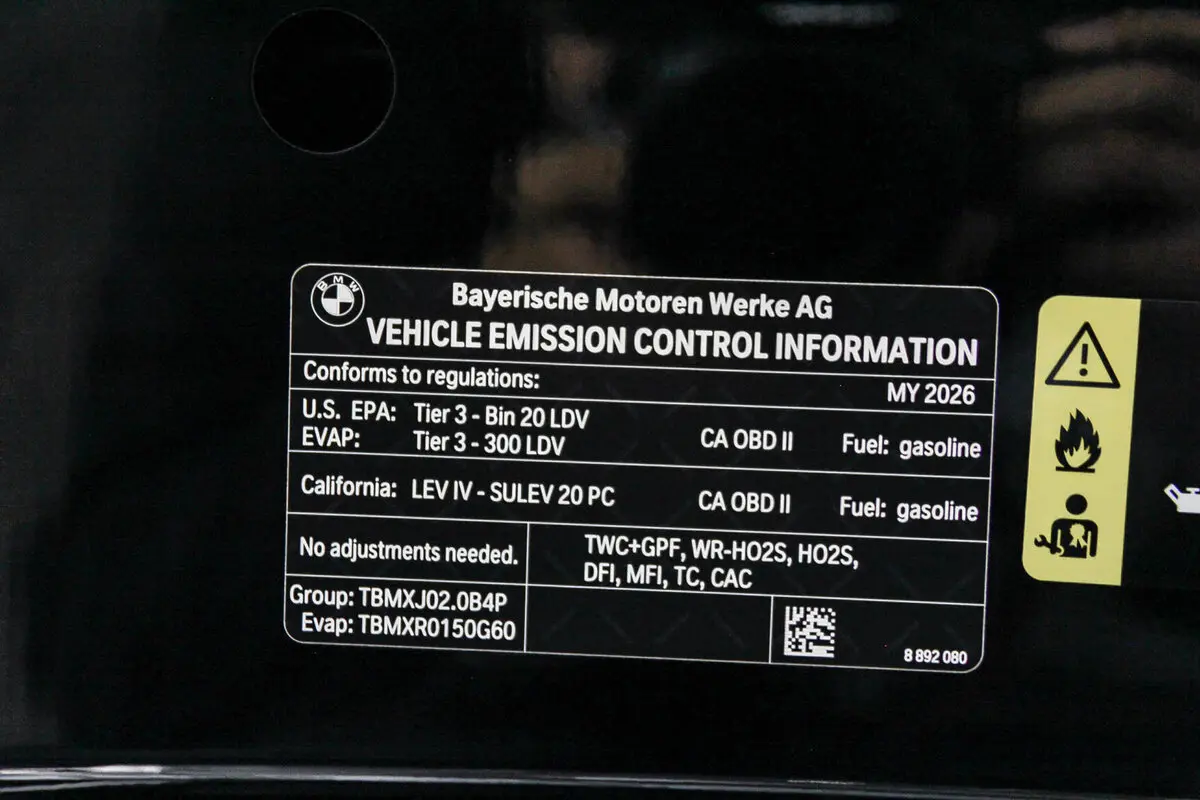 BMW
Bayerische Motoren Werke AG
VEHICLE EMISSION CONTROL INFORMATION
Conforms to regulations: MY 2026
U.S. EPA: Tier 3 - Bin 20 LDV
EVAP: Tier 3 - 300 LDV CA OBD II Fuel: gasoline
California: LEV IV - SULEV 20 PC CA OBD II Fuel: gasoline
No adjustments needed.
TWC+GPF, WR-HO2S, HO2S,
DFI, MFI, TC, CAC
Group: TBMXJ02.0B4P
Evap: TBMXR0150G60
8 892 080